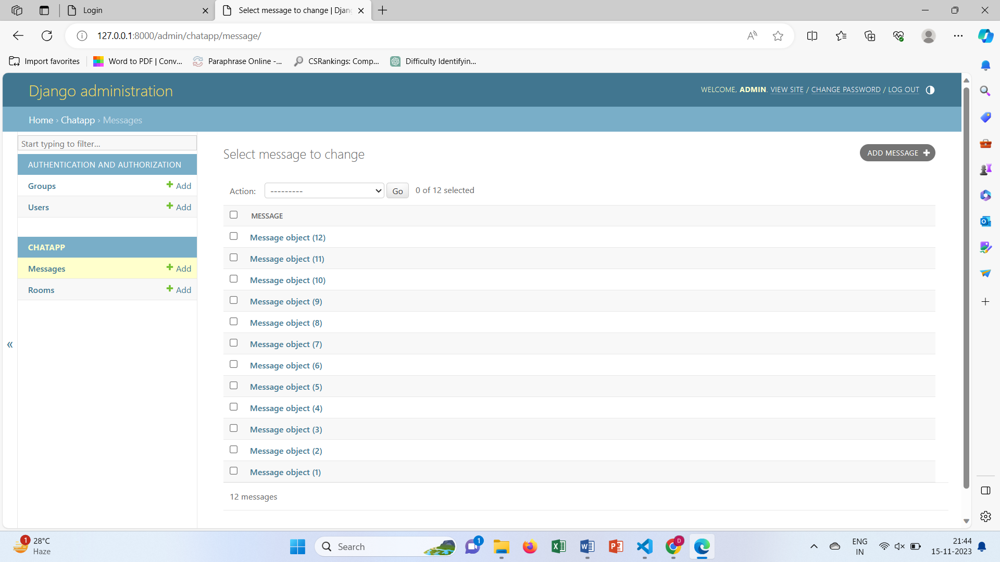 Login
Select message to change | Djan
127.0.0.1:8000/admin/chatapp/message/
Import favorites
Word to PDF | Conv...
Paraphrase Online -...
CSRankings: Comp...
Difficulty Identifyin...
Django administration
WELCOME, ADMIN. VIEW SITE / CHANGE PASSWORD / LOG OUT
Home › Chatapp › Messages
Start typing to filter...
AUTHENTICATION AND AUTHORIZATION
Groups + Add
Users + Add
CHATAPP
Messages + Add
Rooms + Add
«
Select message to change
ADD MESSAGE +
Action: --------- Go 0 of 12 selected
MESSAGE
Message object (12)
Message object (11)
Message object (10)
Message object (9)
Message object (8)
Message object (7)
Message object (6)
Message object (5)
Message object (4)
Message object (3)
Message object (2)
Message object (1)
12 messages
1
28°C
Haze
Search
1
D
ENG
IN
21:44
15-11-2023